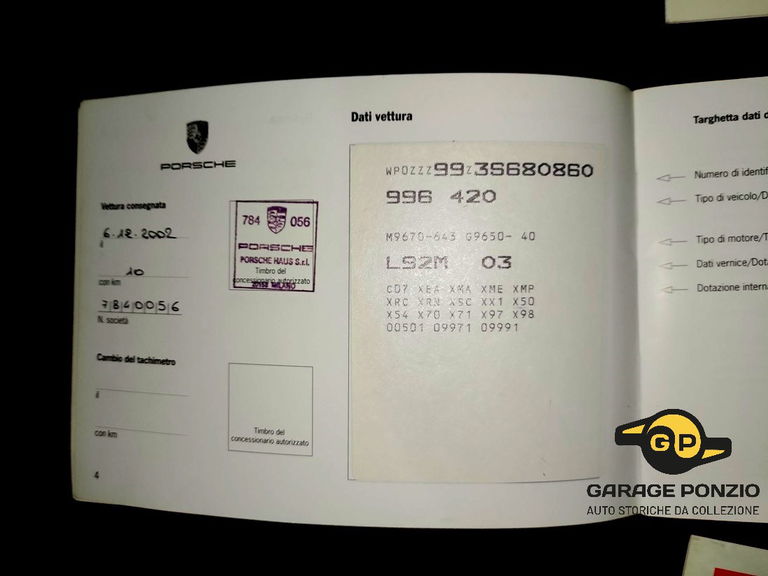 PORSCHE
Vettura consegnata
6.12.2002
il
10
con km
7840056
N. società
Cambio del tachimetro
il
con km
4
784 056
PORSCHE
PORSCHE HAUS S.r.l.
Timbro del
concessionario autorizzato
MILANO
Timbro del
concessionario autorizzato
Dati vettura
WP0ZZZ99Z3S680860
996 420
M9670-643 G9650- 40
L92M 03
CD7 XEA XMA XME XMP
XRC XRN XSC XX1 X50
X54 X70 X71 X97 X98
00501 09971 09991
Targhetta dati d
Numero di identif
Tipo di veicolo/D
Tipo di motore/T
Dati vernice/Dot
Dotazione intern
GP
GARAGE PONZIO
AUTO STORICHE DA COLLEZIONE